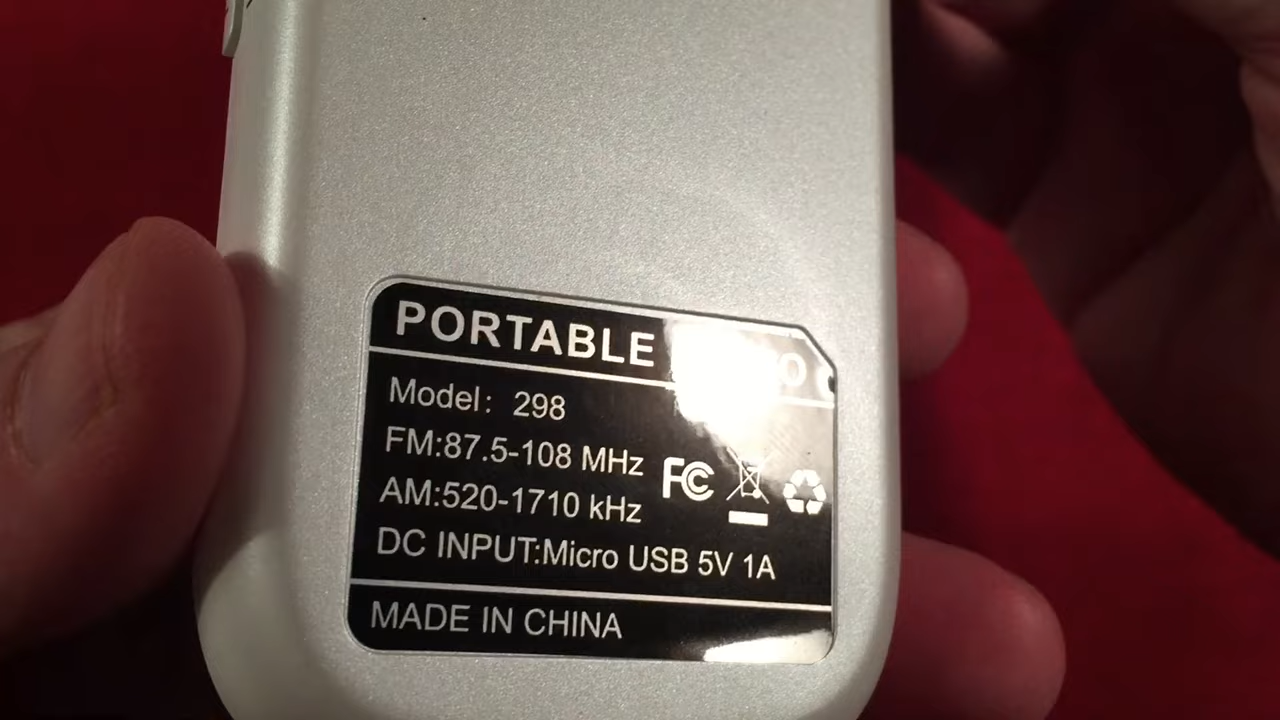 PORTABLE
Model: 298
FM:87.5-108 MHz
AM:520-1710 kHz
FC
DC INPUT:Micro USB 5V 1A
MADE IN CHINA